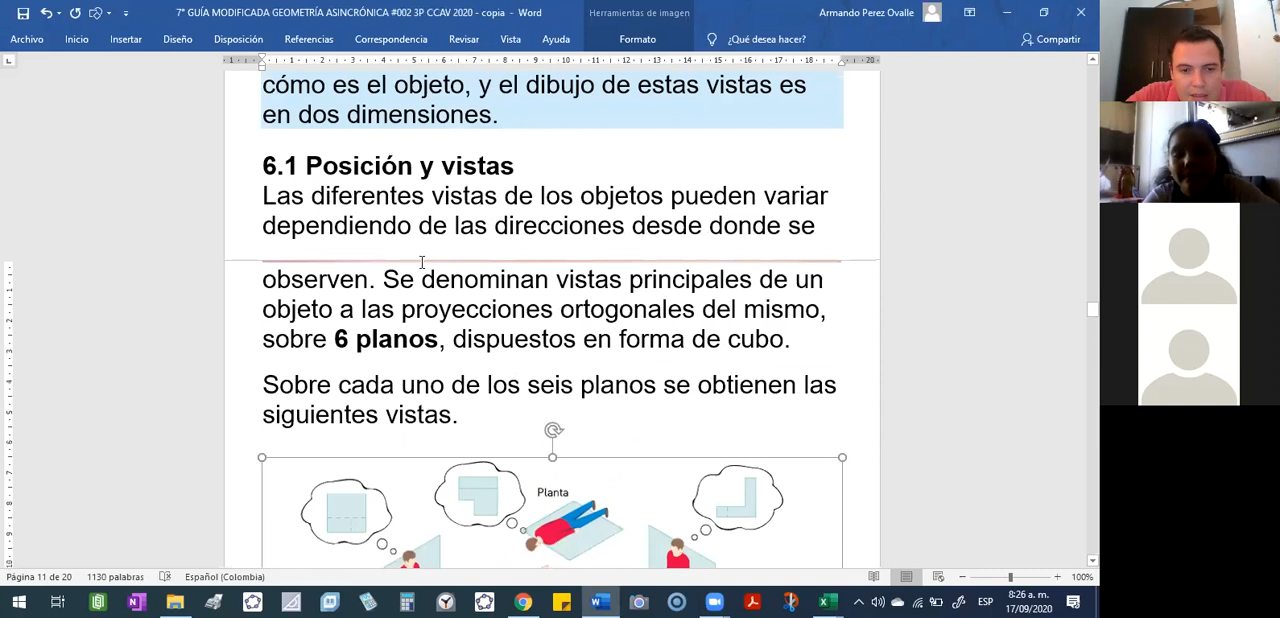 7° GUÍA MODIFICADA GEOMETRÍA ASINCRÓNICA #002 3P CCAV 2020 - copia - Word
Herramientas de imagen
Armando Perez Ovalle
Archivo Inicio Insertar Diseño Disposición Referencias Correspondencia Revisar Vista Ayuda Formato ¿Qué desea hacer? Compartir
cómo es el objeto, y el dibujo de estas vistas es
en dos dimensiones.
6.1 Posición y vistas
Las diferentes vistas de los objetos pueden variar
dependiendo de las direcciones desde donde se
observen. Se denominan vistas principales de un
objeto a las proyecciones ortogonales del mismo,
sobre 6 planos, dispuestos en forma de cubo.
Sobre cada uno de los seis planos se obtienen las
siguientes vistas.
Planta
Página 11 de 20 1130 palabras Español (Colombia) 100%
ESP
8:26 a. m.
17/09/2020